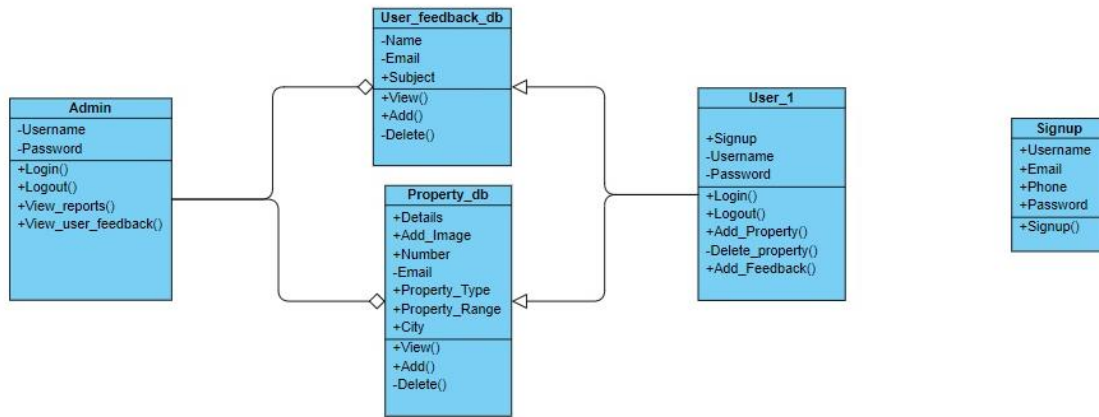 User_feedback_db
-Name
-Email
+Subject
+View()
+Add()
-Delete()
Admin
-Username
-Password
+Login()
+Logout()
+View_reports()
+View_user_feedback()
Property_db
+Details
+Add_Image
+Number
-Email
+Property_Type
+Property_Range
+City
+View()
+Add()
-Delete()
User_1
+Signup
-Username
-Password
+Login()
+Logout()
+Add_Property()
-Delete_property()
+Add_Feedback()
Signup
+Username
+Email
+Phone
+Password
+Signup()